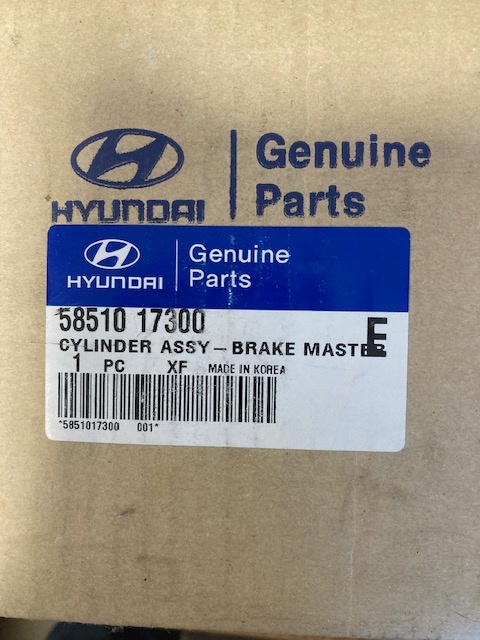 HYUNDAI
Genuine
Parts
HYUNDAI
Genuine
Parts
58510 17300
E
CYLINDER ASSY-BRAKE MASTER
1 PC XF MADE IN KOREA
*5851017300 001*